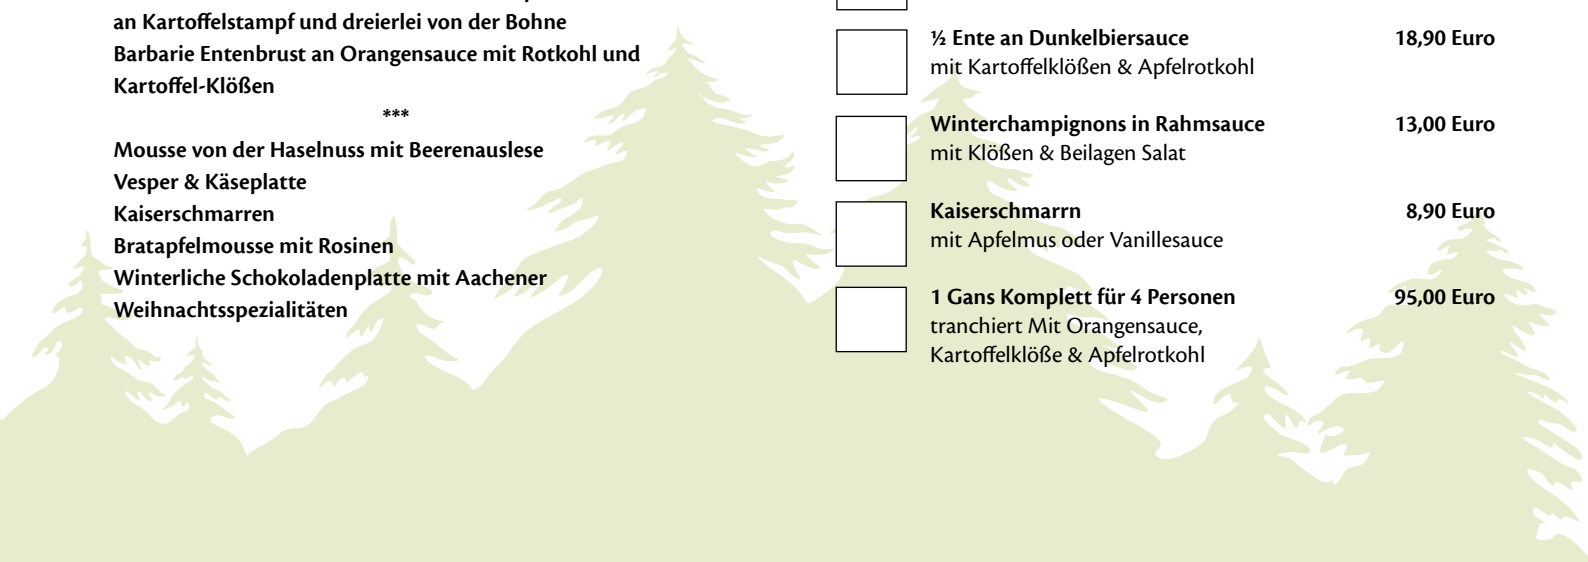 an Kartoffelstampf und dreierlei von der Bohne
Barbarie Entenbrust an Orangensauce mit Rotkohl und
Kartoffel-Klößen
***
Mousse von der Haselnuss mit Beerenauslese
Vesper & Käseplatte
Kaiserschmarren
Bratapfelmousse mit Rosinen
Winterliche Schokoladenplatte mit Aachener
Weihnachtsspezialitäten
½ Ente an Dunkelbiersauce 18,90 Euro
mit Kartoffelklößen & Apfelrotkohl
Winterchampignons in Rahmsauce 13,00 Euro
mit Klößen & Beilagen Salat
Kaiserschmarrn 8,90 Euro
mit Apfelmus oder Vanillesauce
1 Gans Komplett für 4 Personen 95,00 Euro
tranchiert Mit Orangensauce,
Kartoffelklöße & Apfelrotkohl